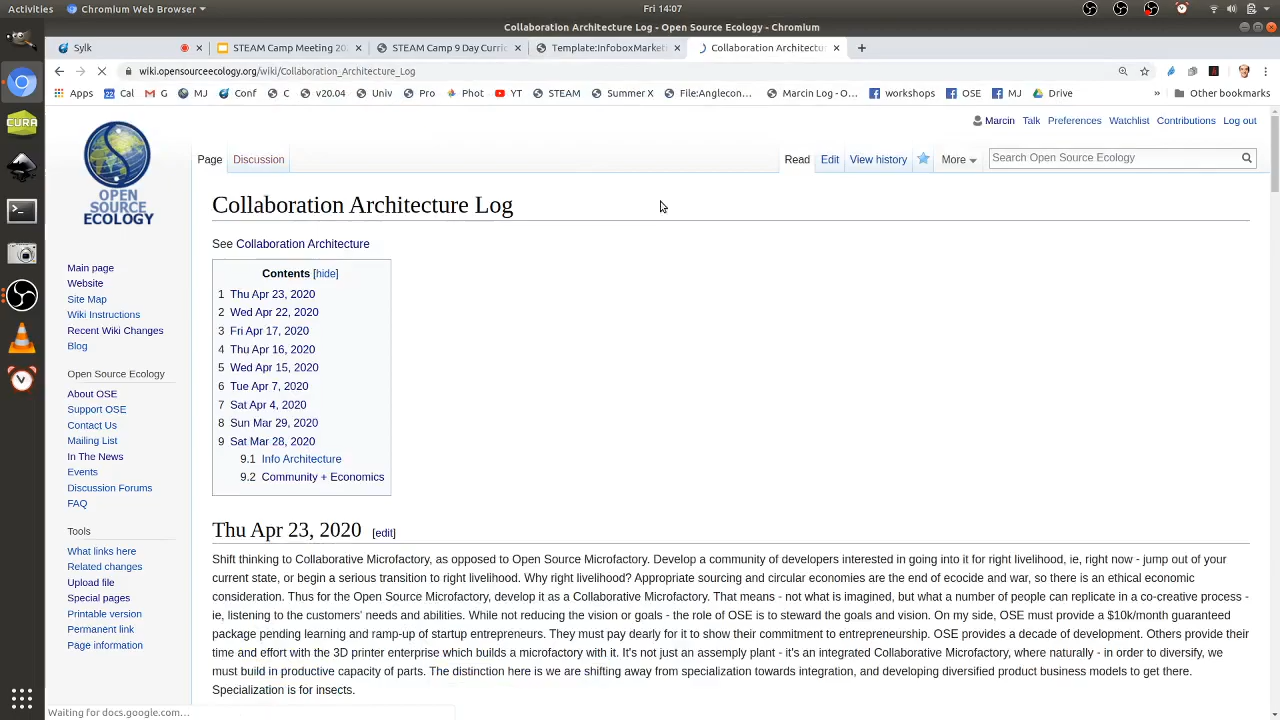 Activities
Chromium Web Browser
Fri 14:07
Collaboration Architecture Log - Open Source Ecology - Chromium
Sylk
STEAM Camp Meeting 20
STEAM Camp 9 Day Curric
Template:InfoboxMarket
Collaboration Architectur
wiki.opensourceecology.org/wiki/Collaboration_Architecture_Log
Apps
Cal
G
MJ
Conf
C
v20.04
Univ
Pro
Phot
YT
STEAM
Summer X
File:Anglecon...
Marcin Log - O...
workshops
OSE
MJ
Drive
»
Other bookmarks
Marcin
Talk
Preferences
Watchlist
Contributions
Log out
OPEN
SOURCE
ECOLOGY
Page
Discussion
Read
Edit
View history
More
Search Open Source Ecology
CURA
Collaboration Architecture Log
See Collaboration Architecture
Contents [hide]
1 Thu Apr 23, 2020
2 Wed Apr 22, 2020
3 Fri Apr 17, 2020
4 Thu Apr 16, 2020
5 Wed Apr 15, 2020
6 Tue Apr 7, 2020
7 Sat Apr 4, 2020
8 Sun Mar 29, 2020
9 Sat Mar 28, 2020
9.1 Info Architecture
9.2 Community + Economics
Main page
Website
Site Map
Wiki Instructions
Recent Wiki Changes
Blog
Open Source Ecology
About OSE
Support OSE
Contact Us
Mailing List
In The News
Events
Discussion Forums
FAQ
Tools
What links here
Related changes
Upload file
Special pages
Printable version
Permanent link
Page information
Thu Apr 23, 2020 [edit]
Shift thinking to Collaborative Microfactory, as opposed to Open Source Microfactory. Develop a community of developers interested in going into it for right livelihood, ie, right now - jump out of your
current state, or begin a serious transition to right livelihood. Why right livelihood? Appropriate sourcing and circular economies are the end of ecocide and war, so there is an ethical economic
consideration. Thus for the Open Source Microfactory, develop it as a Collaborative Microfactory. That means - not what is imagined, but what a number of people can replicate in a co-creative process -
ie, listening to the customers' needs and abilities. While not reducing the vision or goals - the role of OSE is to steward the goals and vision. On my side, OSE must provide a $10k/month guaranteed
package pending learning and ramp-up of startup entrepreneurs. They must pay dearly for it to show their commitment to entrepreneurship. OSE provides a decade of development. Others provide their
time and effort with the 3D printer enterprise which builds a microfactory with it. It's not just an assemply plant - it's an integrated Collaborative Microfactory, where naturally - in order to diversify, we
must build in productive capacity of parts. The distinction here is we are shifting away from specialization towards integration, and developing diversified product business models to get there.
Specialization is for insects.
Waiting for docs.google.com...